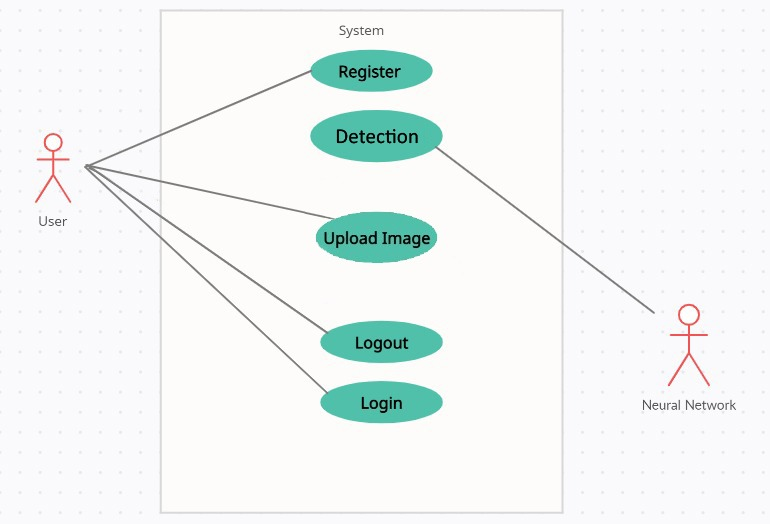 System
Register
Detection
User
Upload Image
Logout
Login
Neural Network